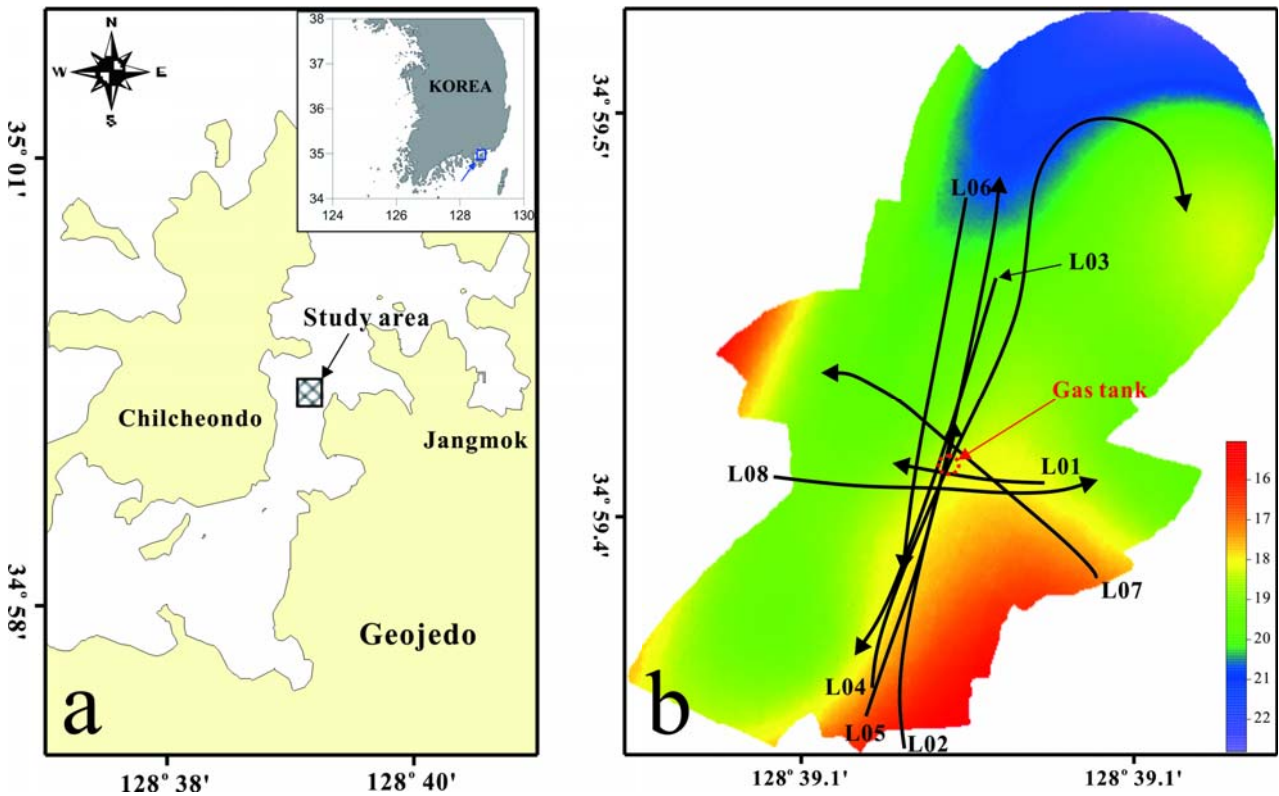 N
W E
S
38
37
36
35
34
124 126 128 130
KOREA
35° 01'
34° 58'
Study area
Chilcheondo
Jangmok
Geojedo
a
128° 38' 128° 40'
34° 59.5'
34° 59.4'
L06
L03
Gas tank
L01
L08
L07
L04
L05
L02
b
16
17
18
19
20
21
22
128° 39.1' 128° 39.1'